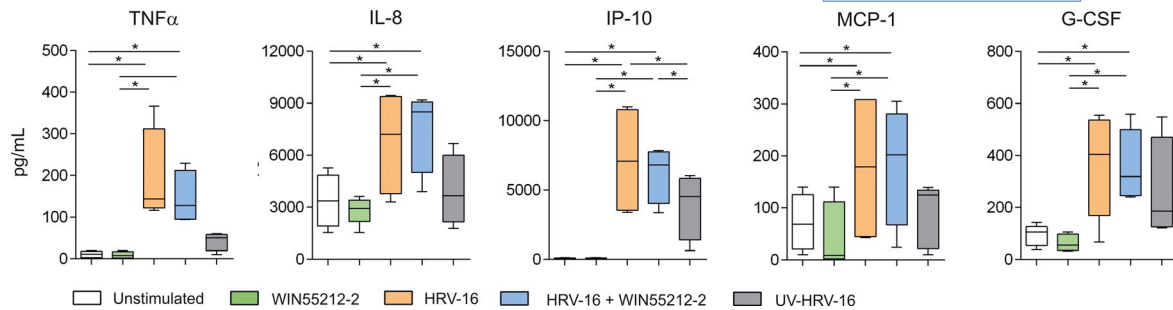 TNFα
IL-8
IP-10
MCP-1
G-CSF
pg/mL
500
400
300
200
100
0
* * * *
12000
9000
6000
3000
0
* * * *
15000
10000
5000
0
* * * * * *
400
300
200
100
0
* * * *
800
600
400
200
0
* * * *
Unstimulated
WIN55212-2
HRV-16
HRV-16 + WIN55212-2
UV-HRV-16